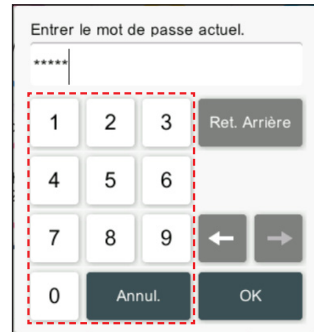 Entrer le mot de passe actuel.
*****
1 2 3 Ret. Arrière
4 5 6
7 8 9 ← →
0 Annul. OK